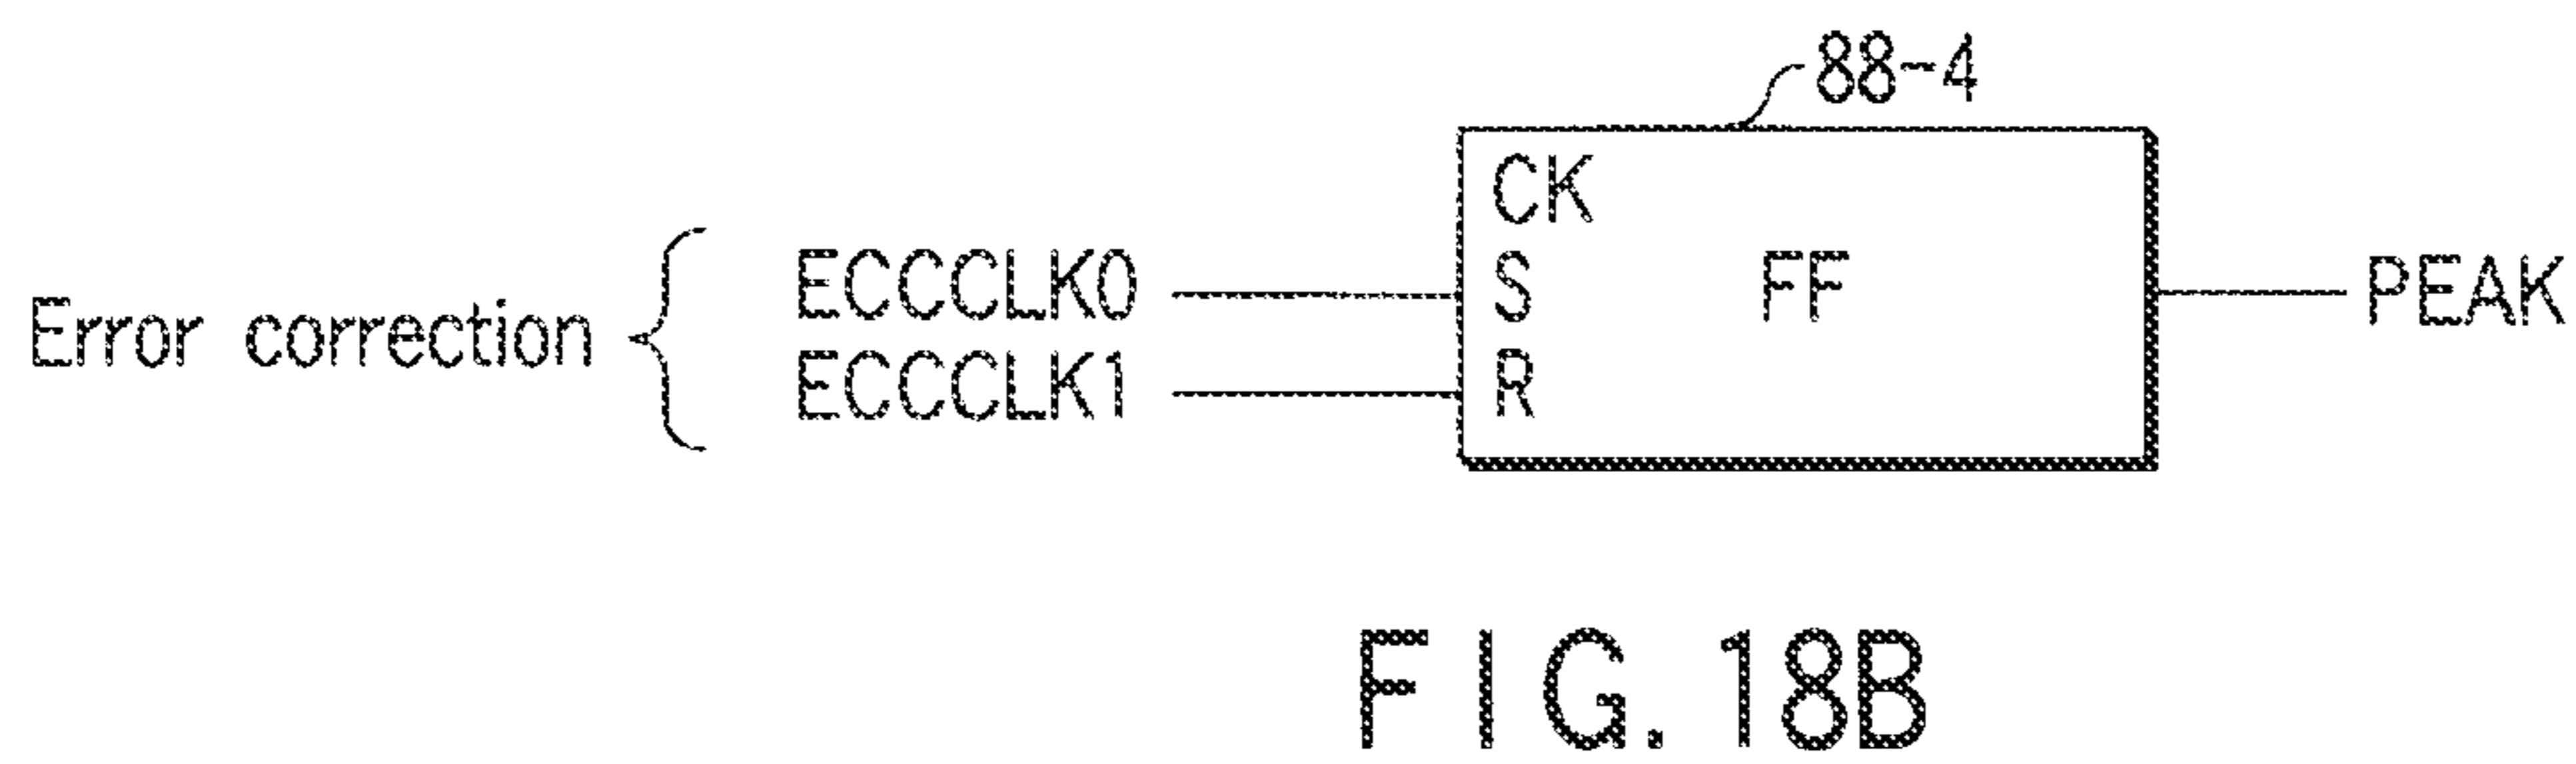 88-4
CK
ECCCLK0 S FF PEAK
Error correction
ECCCLK1 R
FIG. 18B